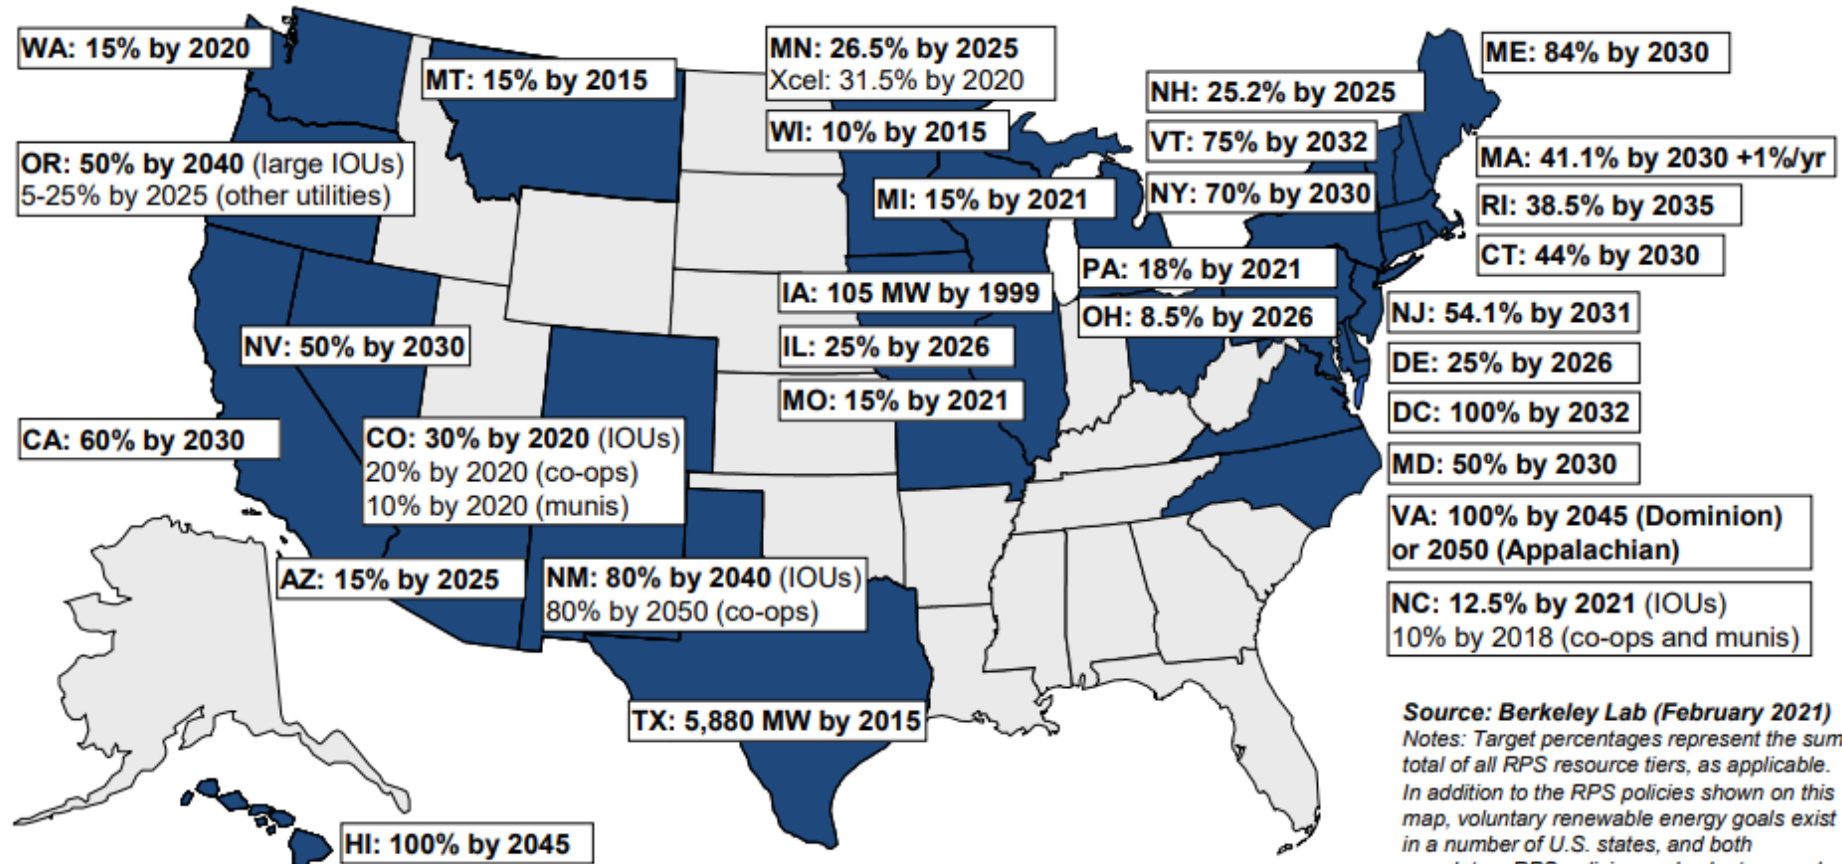 WA: 15% by 2020
MT: 15% by 2015
MN: 26.5% by 2025
Xcel: 31.5% by 2020
WI: 10% by 2015
ME: 84% by 2030
NH: 25.2% by 2025
VT: 75% by 2032
NY: 70% by 2030
MA: 41.1% by 2030 +1%/yr
RI: 38.5% by 2035
CT: 44% by 2030
OR: 50% by 2040 (large IOUs)
5-25% by 2025 (other utilities)
MI: 15% by 2021
PA: 18% by 2021
OH: 8.5% by 2026
IA: 105 MW by 1999
IL: 25% by 2026
MO: 15% by 2021
NV: 50% by 2030
NJ: 54.1% by 2031
DE: 25% by 2026
DC: 100% by 2032
MD: 50% by 2030
CA: 60% by 2030
CO: 30% by 2020 (IOUs)
20% by 2020 (co-ops)
10% by 2020 (munis)
VA: 100% by 2045 (Dominion)
or 2050 (Appalachian)
AZ: 15% by 2025
NM: 80% by 2040 (IOUs)
80% by 2050 (co-ops)
NC: 12.5% by 2021 (IOUs)
10% by 2018 (co-ops and munis)
TX: 5,880 MW by 2015
HI: 100% by 2045
Source: Berkeley Lab (February 2021)
Notes: Target percentages represent the sum
total of all RPS resource tiers, as applicable.
In addition to the RPS policies shown on this
map, voluntary renewable energy goals exist
in a number of U.S. states, and both